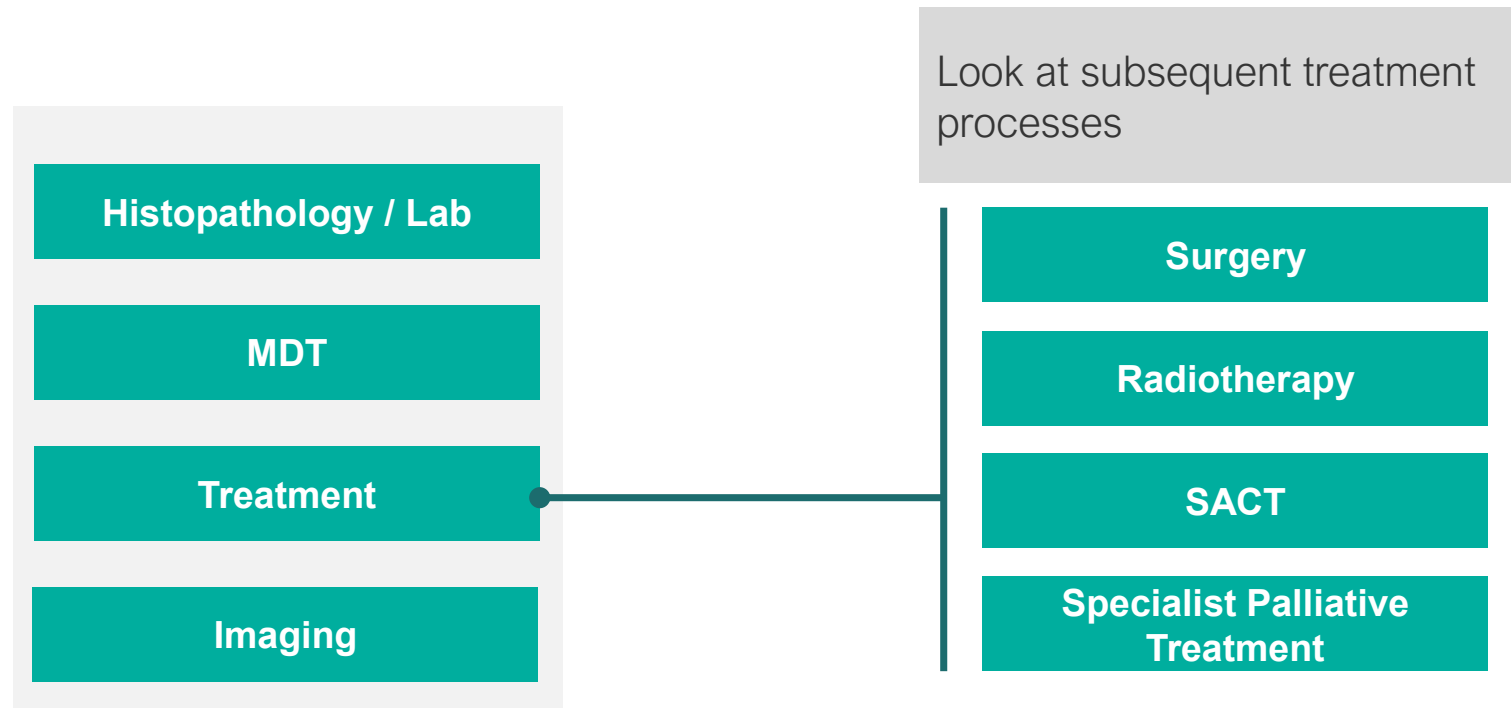 Look at subsequent treatment
processes
Histopathology / Lab
MDT
Treatment
Imaging
Surgery
Radiotherapy
SACT
Specialist Palliative
Treatment